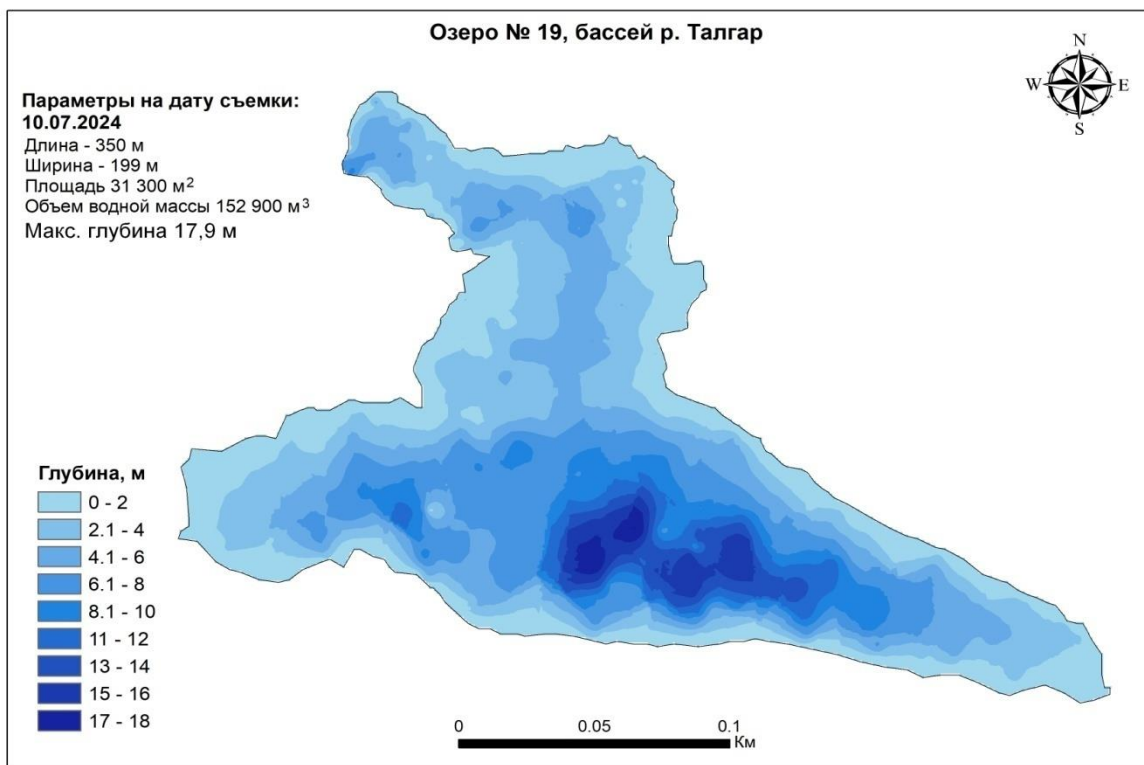 Озеро № 19, бассей р. Талгар
N
W E
S
Параметры на дату съемки:
10.07.2024
Длина - 350 м
Ширина - 199 м
Площадь 31 300 м²
Объем водной массы 152 900 м³
Макс. глубина 17,9 м
Глубина, м
0 - 2
2.1 - 4
4.1 - 6
6.1 - 8
8.1 - 10
11 - 12
13 - 14
15 - 16
17 - 18
0 0.05 0.1
Км